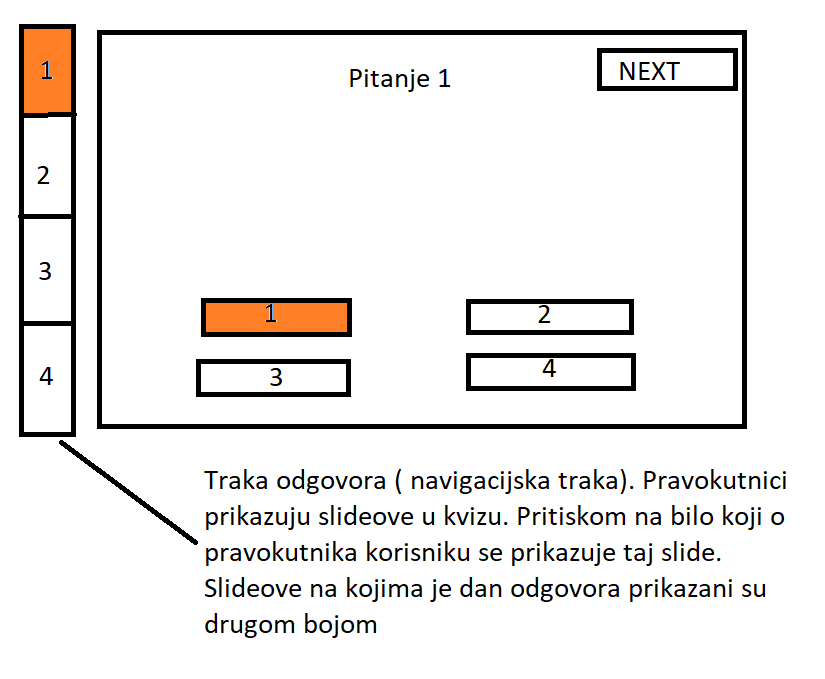 1
2
3
4
Pitanje 1
NEXT
1
2
3
4
Traka odgovora ( navigacijska traka). Pravokutnici
prikazuju slideove u kvizu. Pritiskom na bilo koji o
pravokutnika korisniku se prikazuje taj slide.
Slideove na kojima je dan odgovora prikazani su
drugom bojom